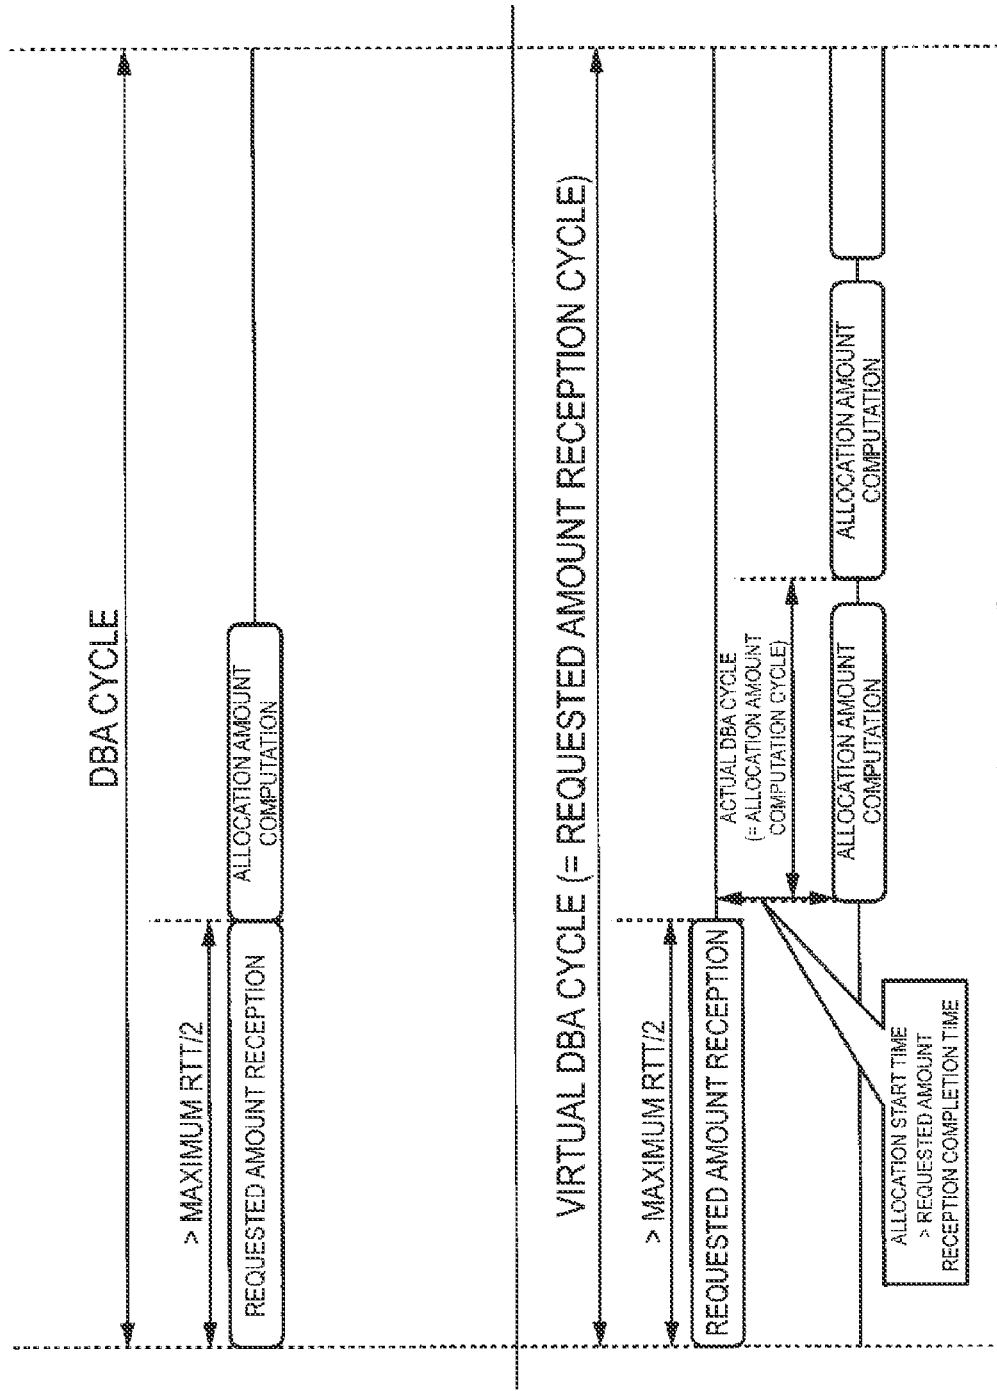 DBA CYCLE
> MAXIMUM RTT/2
REQUESTED AMOUNT RECEPTION
ALLOCATION AMOUNT
COMPUTATION
VIRTUAL DBA CYCLE (= REQUESTED AMOUNT RECEPTION CYCLE)
> MAXIMUM RTT/2
REQUESTED AMOUNT RECEPTION
ACTUAL DBA CYCLE
(= ALLOCATION AMOUNT
COMPUTATION CYCLE)
ALLOCATION AMOUNT
COMPUTATION
ALLOCATION AMOUNT
COMPUTATION
ALLOCATION START TIME
> REQUESTED AMOUNT
RECEPTION COMPLETION TIME